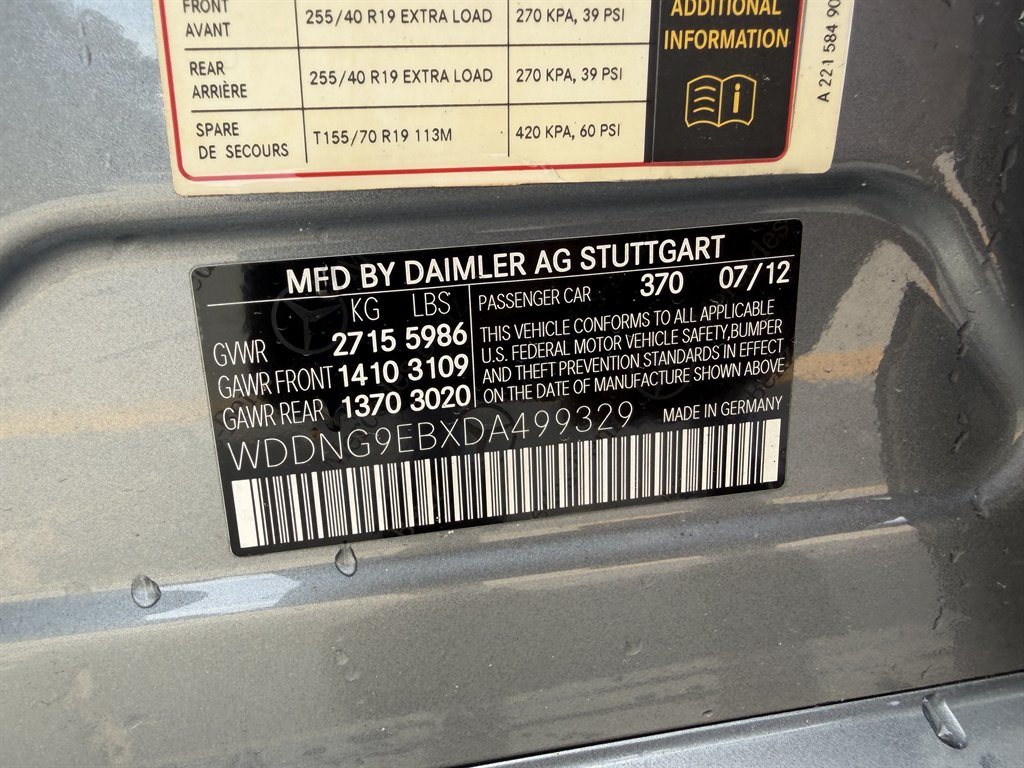 FRONT 255/40 R19 EXTRA LOAD 270 KPA, 39 PSI
AVANT
REAR 255/40 R19 EXTRA LOAD 270 KPA, 39 PSI
ARRIÈRE
SPARE T155/70 R19 113M 420 KPA, 60 PSI
DE SECOURS
ADDITIONAL
INFORMATION
A 221 584 90
MFD BY DAIMLER AG STUTTGART
KG LBS
GVWR 2715 5986
GAWR FRONT 1410 3109
GAWR REAR 1370 3020
PASSENGER CAR 370 07/12
THIS VEHICLE CONFORMS TO ALL APPLICABLE
U.S. FEDERAL MOTOR VEHICLE SAFETY,BUMPER
AND THEFT PREVENTION STANDARDS IN EFFECT
ON THE DATE OF MANUFACTURE SHOWN ABOVE
WDDNG9EBXDA499329 MADE IN GERMANY